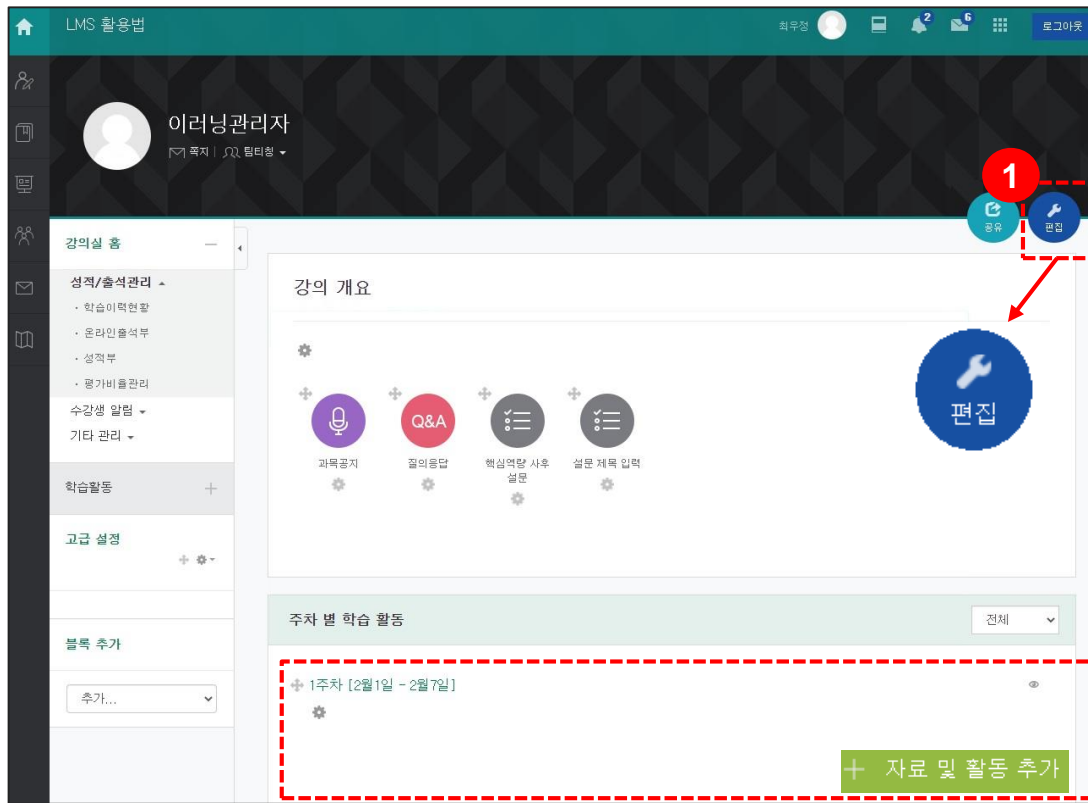 LMS 활용법
최우정
2
6
로그아웃
이러닝관리자
쪽지 | 팀티칭
1
공유
편집
강의실 홈
성적/출석관리
· 학습이력현황
· 온라인출석부
· 성적부
· 평가비율관리
수강생 알림
기타 관리
학습활동
고급 설정
블록 추가
추가...
강의 개요
편집
Q&A
과목공지
질의응답
핵심역량 사후
설문
설문 제목 입력
주차 별 학습 활동
전체
1주차 [2월1일 - 2월7일]
+ 자료 및 활동 추가